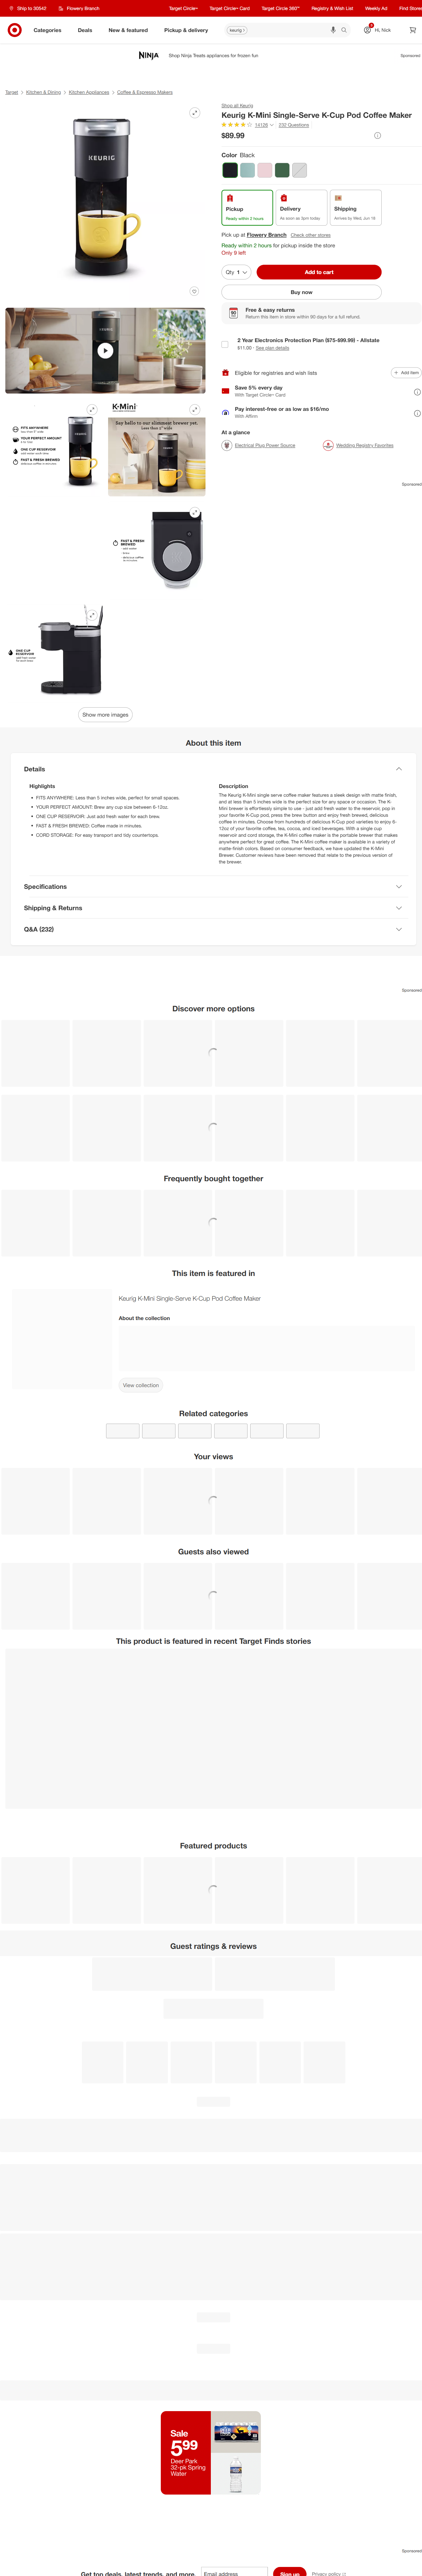 Ship to 30542
Flowery Branch
Target Circle™
Target Circle™ Card
Target Circle 360™
Registry & Wish List
Weekly Ad
Find Stores
Categories
Deals
New & featured
Pickup & delivery
keurig
Hi, Nick
NINJA
Shop Ninja Treats appliances for frozen fun
Sponsored
Target
Kitchen & Dining
Kitchen Appliances
Coffee & Espresso Makers
KEURIG
FITS ANYWHERE
YOUR PERFECT AMOUNT
ONE CUP RESERVOIR
FAST & FRESH BREWED
K-Mini
Say hello to our slimmest brewer yet.
Less than 5" wide
FAST & FRESH BREWED
ONE CUP RESERVOIR
Show more images
Shop all Keurig
Keurig K-Mini Single-Serve K-Cup Pod Coffee Maker
14128
232 Questions
$89.99
Color Black
Pickup
Ready within 2 hours
Delivery
As soon as 3pm today
Shipping
Arrives by Wed, Jun 18
Pick up at Flowery Branch
Check other stores
Ready within 2 hours for pickup inside the store
Only 9 left!
Qty 1
Add to cart
Buy now
Free & easy returns
Return this item in store within 90 days for a full refund.
2 Year Electronics Protection Plan ($75-$99.99) - Allstate
$11.00 · See plan details
Eligible for registries and wish lists
Add item
Save 5% every day
With Target Circle™ Card
Pay interest-free or as low as $16/mo
With Affirm
At a glance
Electrical Plug Power Source
Wedding Registry Favorites
Sponsored
About this item
Details
Highlights
FITS ANYWHERE: Less than 5 inches wide, perfect for small spaces.
YOUR PERFECT AMOUNT: Brew any cup size between 6-12oz.
ONE CUP RESERVOIR: Just add fresh water for each brew.
FAST & FRESH BREWED: Coffee made in minutes.
CORD STORAGE: For easy transport and tidy countertops.
Description
The Keurig K-Mini single serve coffee maker features a sleek design with matte finish, and at less than 5 inches wide is the perfect size for any space or occasion. The K-Mini brewer is effortlessly simple to use - just add fresh water to the reservoir, pop in your favorite K-Cup pod, press the brew button and enjoy fresh brewed, delicious coffee in minutes. Choose from hundreds of delicious K-Cup pod varieties to enjoy 6-12oz of your favorite coffee, tea, cocoa, and iced beverages. With a single cup reservoir and cord storage, the K-Mini coffee maker is the portable brewer that makes anywhere perfect for great coffee. The K-Mini coffee maker is available in a variety of matte-finish colors. Based on consumer feedback, we have updated the K-Mini Brewer. Customer reviews have been removed that relate to the previous version of the brewer.
Specifications
Shipping & Returns
Q&A (232)
Sponsored
Discover more options
Frequently bought together
This item is featured in
Keurig K-Mini Single-Serve K-Cup Pod Coffee Maker
About the collection
View collection
Related categories
Your views
Guests also viewed
This product is featured in recent Target Finds stories
Featured products
Guest ratings & reviews
Sale
5.99
Deer Park
32-pk Spring
Water
Sponsored
Get top deals, latest trends, and more.
Email address
Sign up
Privacy policy